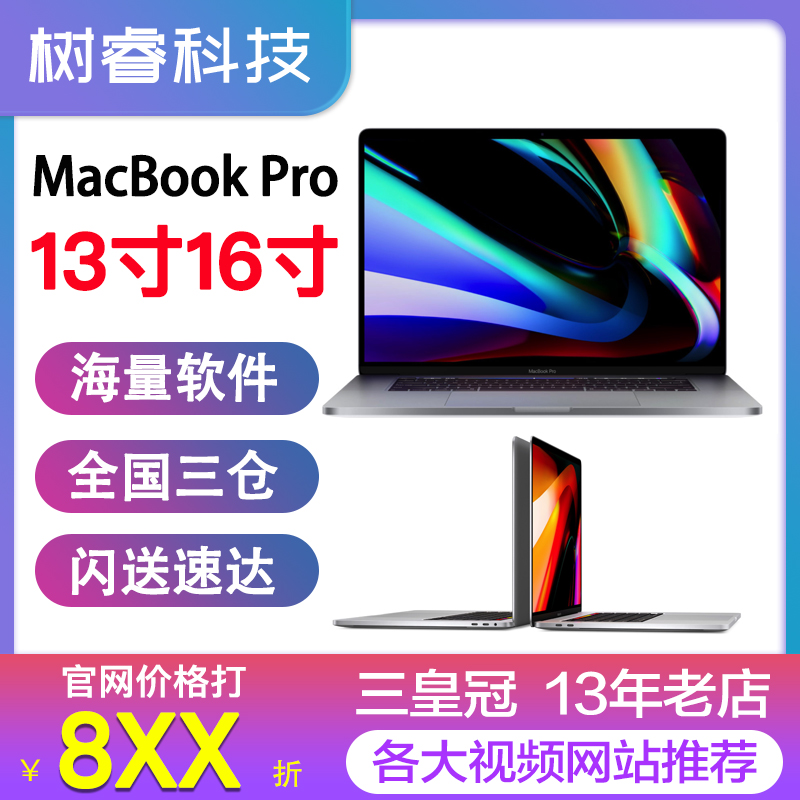 树睿科技
MacBook Pro
13寸16寸
海量软件
全国三仓
闪送速达
MacBook Pro
官网价格打
¥ 8XX 折
三皇冠 13年老店
各大视频网站推荐